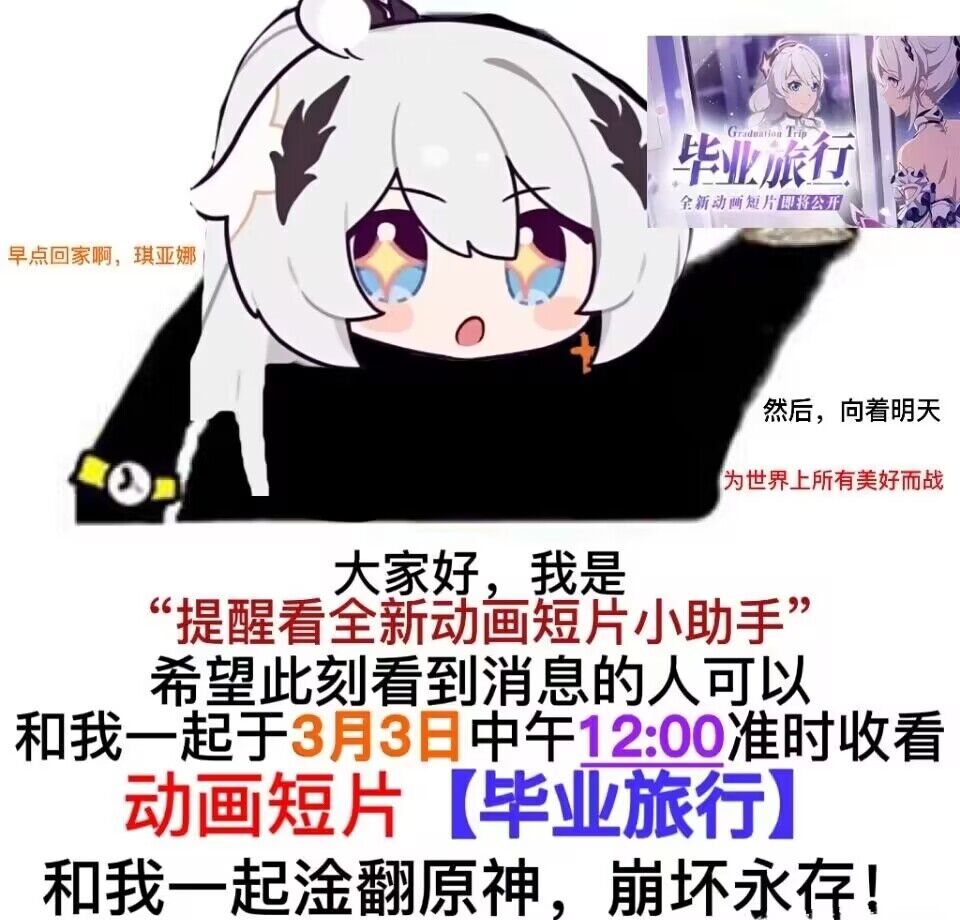 Graduation Trip
毕业旅行
全新动画短片即将公开
早点回家啊，琪亚娜
然后，向着明天
为世界上所有美好而战
大家好，我是
“提醒看全新动画短片小助手”
希望此刻看到消息的人可以
和我一起于3月3日中午12:00准时收看
动画短片【毕业旅行】
和我一起淦翻原神，崩坏永存！